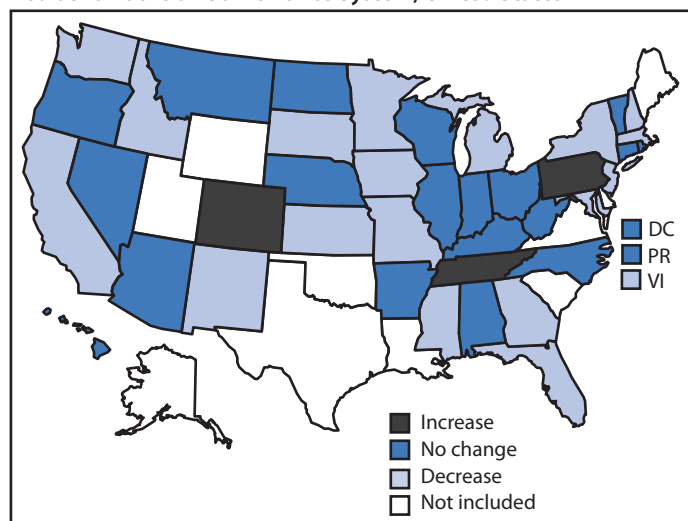 DC
PR
VI
Increase
No change
Decrease
Not included